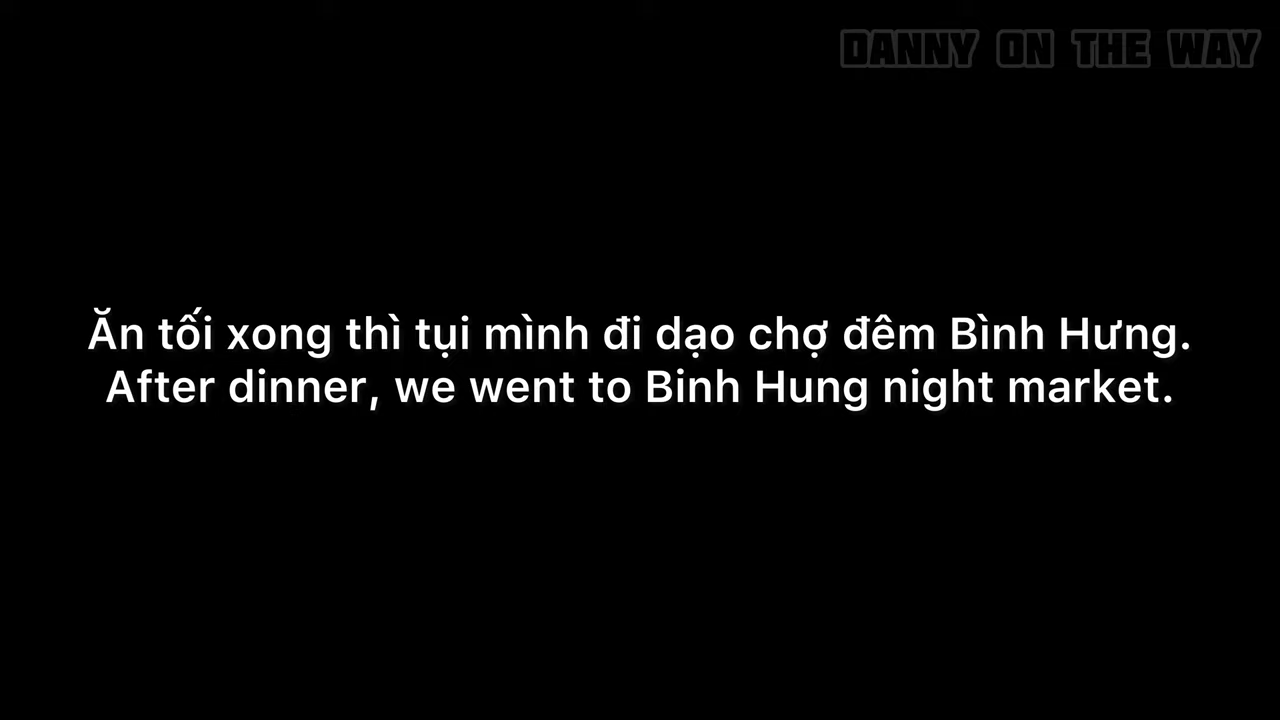 DANNY ON THE WAY
Ăn tối xong thì tụi mình đi dạo chợ đêm Bình Hưng.
After dinner, we went to Binh Hung night market.